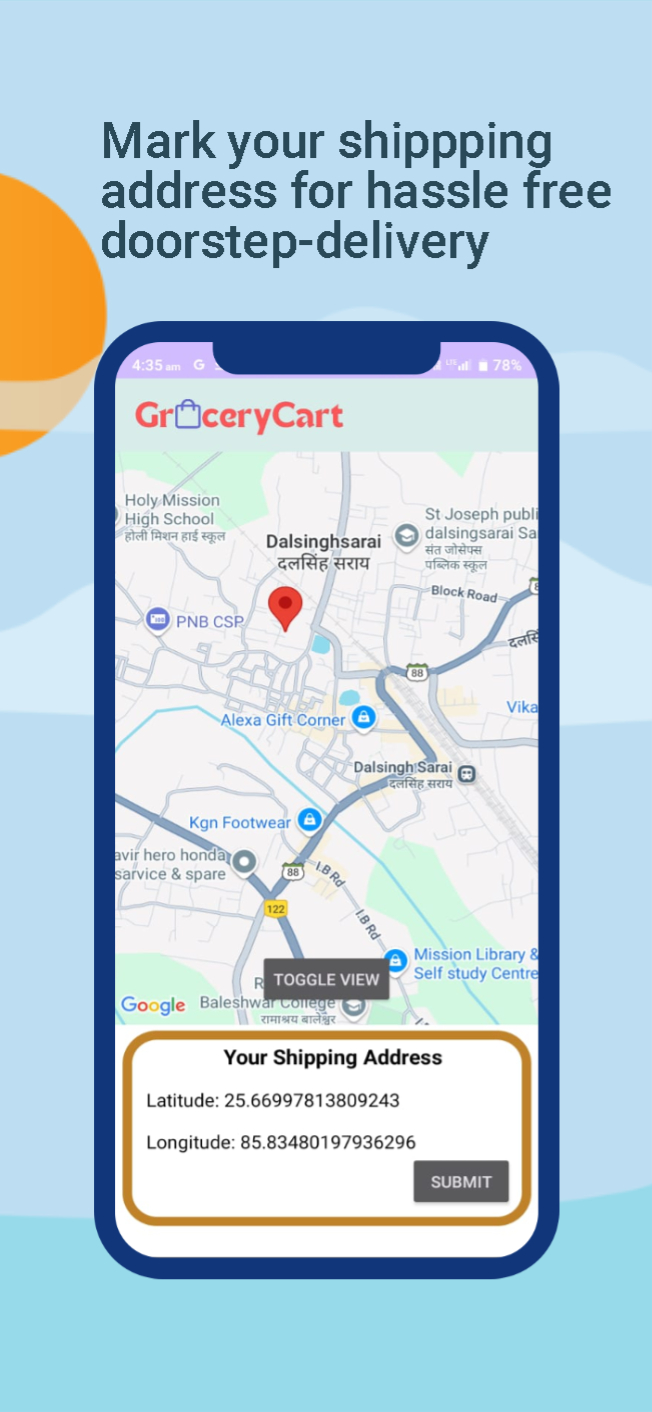 Mark your shippping
address for hassle free
doorstep-delivery
4:35 am G
LTE 78%
GroceryCart
Holy Mission
High School
होली मिशन हाई स्कूल
St Joseph publi
dalsingsarai Sa
संत जोसेफ्स
पब्लिक स्कूल
Dalsinghsarai
दलसिंह सराय
Block Road
PNB CSP
दलसिं
88
Vika
Alexa Gift Corner
Dalsingh Sarai
दलसिंह सराय
Kgn Footwear
avir hero honda
sarvice & spare
88
I.B Rd
122
I.B Rd
Mission Library &
Self study Centre
R
TOGGLE VIEW
Google
Baleshwar College
रामाश्रय बालेश्वर
Your Shipping Address
Latitude: 25.66997813809243
Longitude: 85.83480197936296
SUBMIT